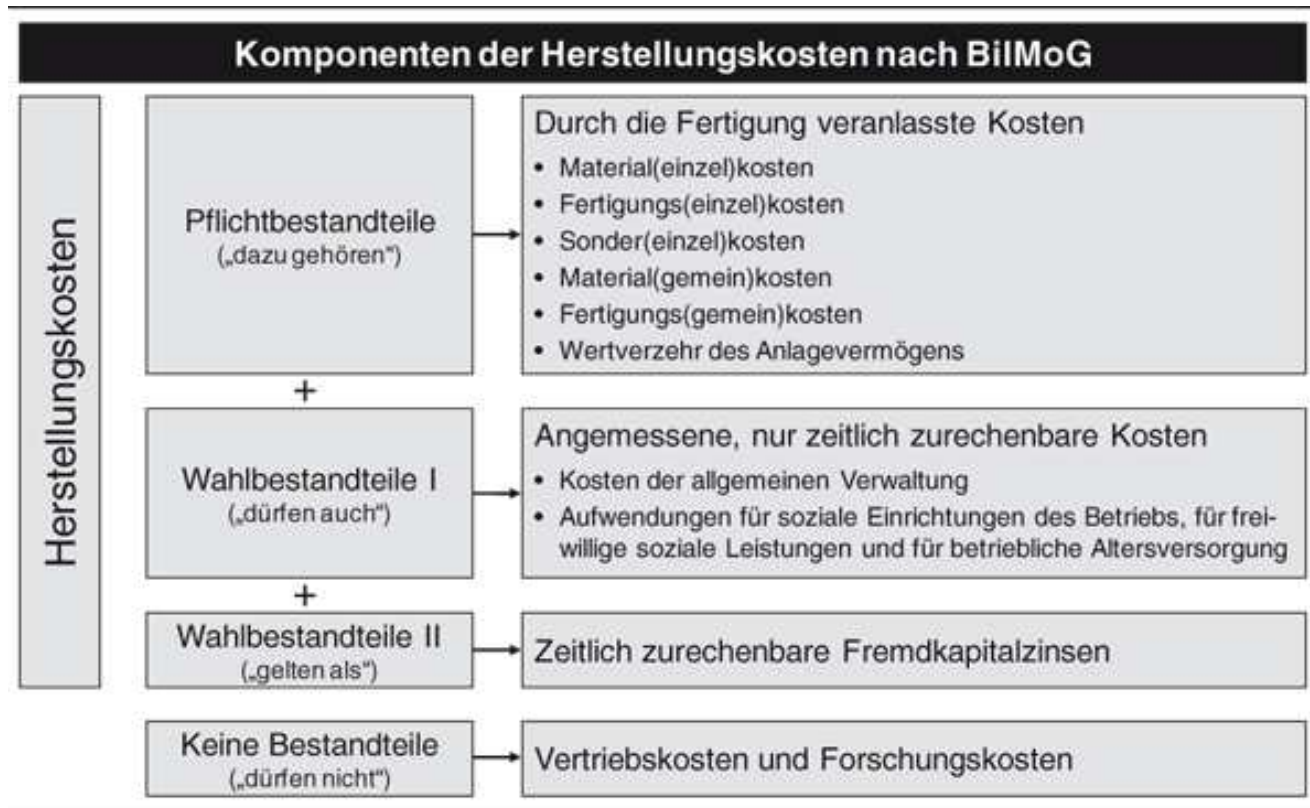 Komponenten der Herstellungskosten nach BilMoG
Herstellungskosten
Pflichtbestandteile
(„dazu gehören“)
Durch die Fertigung veranlasste Kosten
• Material(einzel)kosten
• Fertigungs(einzel)kosten
• Sonder(einzel)kosten
• Material(gemein)kosten
• Fertigungs(gemein)kosten
• Wertverzehr des Anlagevermögens
+
Wahlbestandteile I
(„dürfen auch“)
Angemessene, nur zeitlich zurechenbare Kosten
• Kosten der allgemeinen Verwaltung
• Aufwendungen für soziale Einrichtungen des Betriebs, für frei-
willige soziale Leistungen und für betriebliche Altersversorgung
+
Wahlbestandteile II
(„gelten als“)
Zeitlich zurechenbare Fremdkapitalzinsen
Keine Bestandteile
(„dürfen nicht“)
Vertriebskosten und Forschungskosten